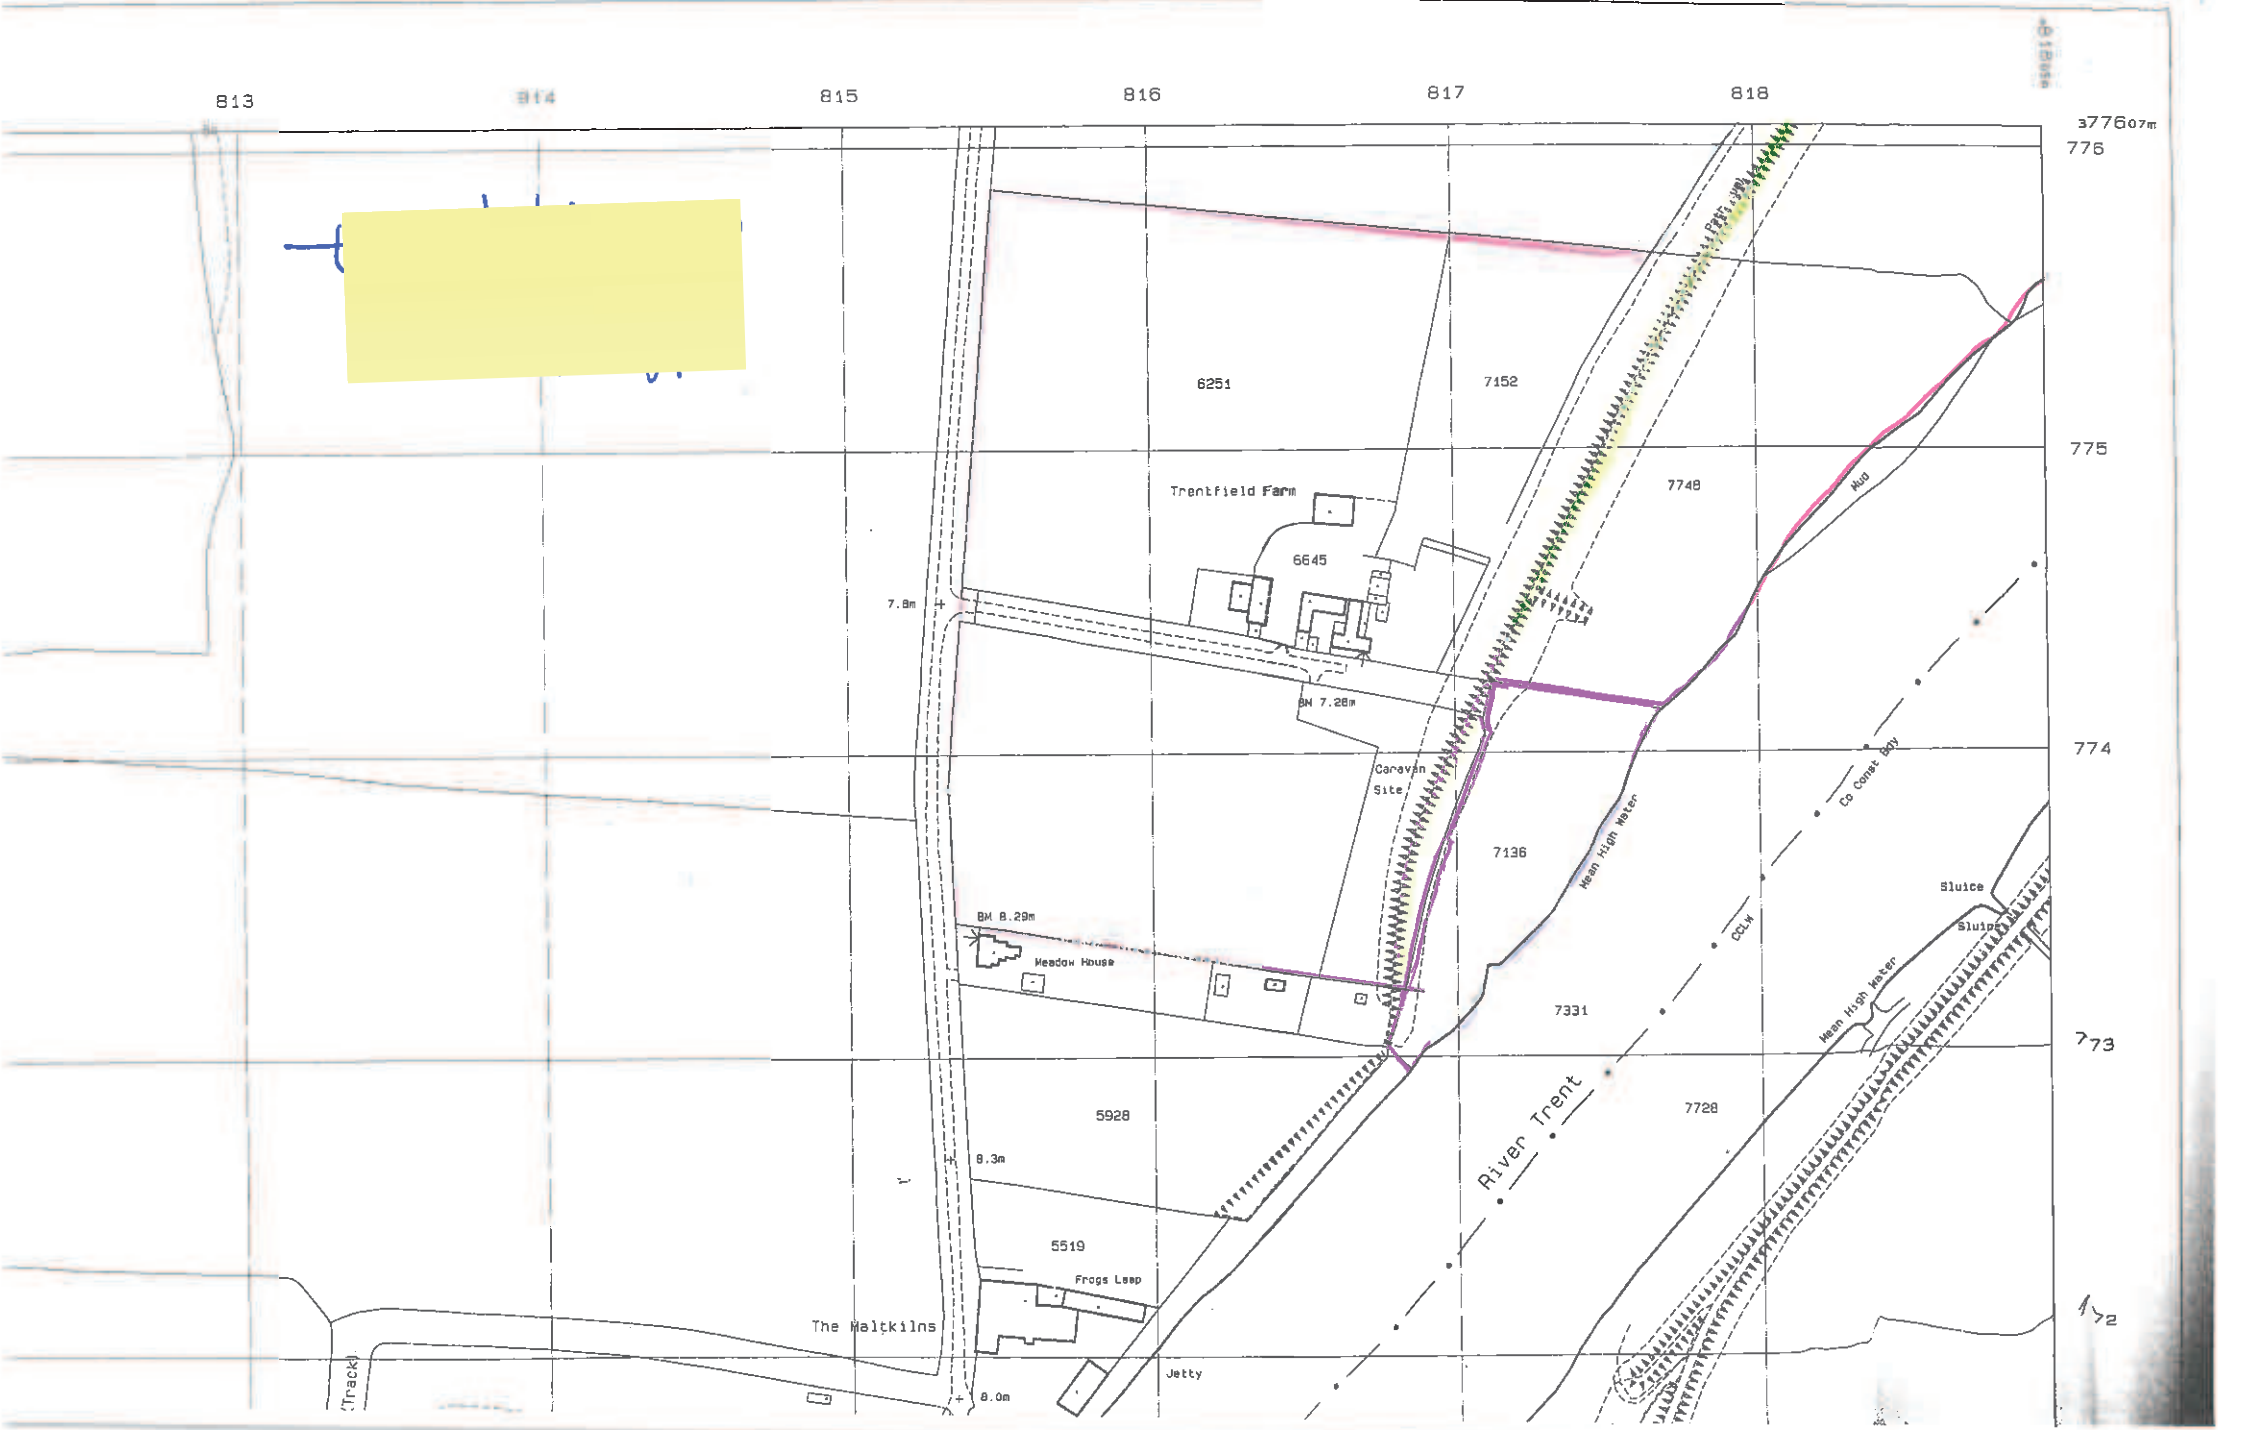 813 814 815 816 817 818
377607m
776
Path (um)
6251
7152
775
Trentfield Farm
7748
Mud
6645
7.8m
BM 7.28m
774
Caravan
Site
Co Const Bdy
Mean High Water
7136
Sluice
BM 8.29m
Sluice
CCLW
Meadow House
Mean High Water
7331
773
River Trent
5928
7728
8.3m
5519
Frogs Leap
The Maltkilns
772
(Track)
Jetty
8.0m